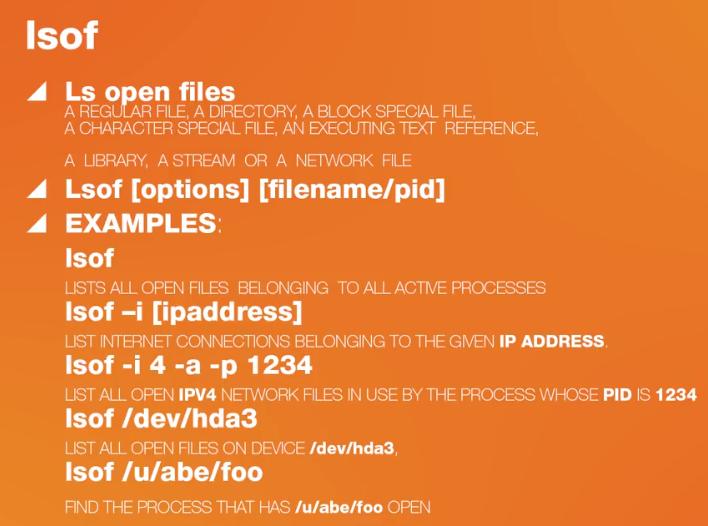 lsof
Ls open files
A REGULAR FILE, A DIRECTORY, A BLOCK SPECIAL FILE,
A CHARACTER SPECIAL FILE, AN EXECUTING TEXT REFERENCE,
A LIBRARY, A STREAM OR A NETWORK FILE
Lsof [options] [filename/pid]
EXAMPLES:
lsof
LISTS ALL OPEN FILES BELONGING TO ALL ACTIVE PROCESSES
lsof –i [ipaddress]
LIST INTERNET CONNECTIONS BELONGING TO THE GIVEN IP ADDRESS.
lsof -i 4 -a -p 1234
LIST ALL OPEN IPV4 NETWORK FILES IN USE BY THE PROCESS WHOSE PID IS 1234
lsof /dev/hda3
LIST ALL OPEN FILES ON DEVICE /dev/hda3,
lsof /u/abe/foo
FIND THE PROCESS THAT HAS /u/abe/foo OPEN